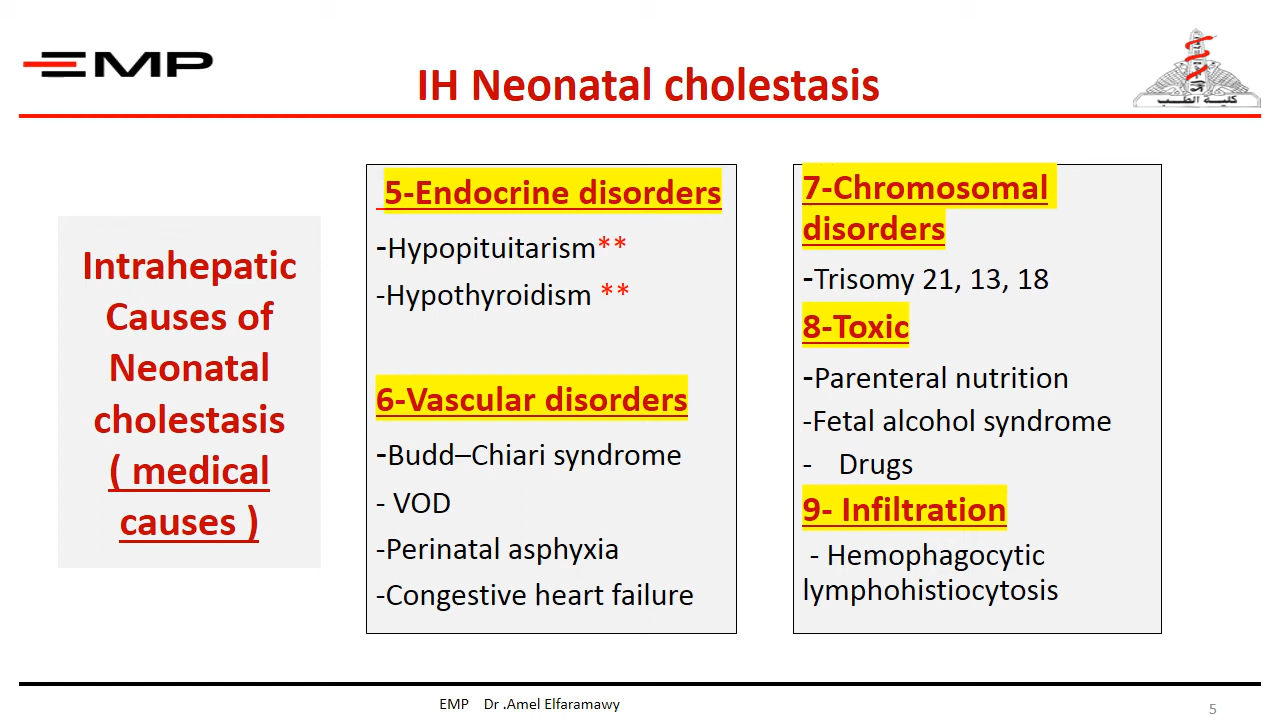 EMP
IH Neonatal cholestasis
كلية الطب
Intrahepatic
Causes of
Neonatal
cholestasis
( medical
causes )
5-Endocrine disorders
-Hypopituitarism**
-Hypothyroidism **
6-Vascular disorders
-Budd–Chiari syndrome
- VOD
-Perinatal asphyxia
-Congestive heart failure
7-Chromosomal
disorders
-Trisomy 21, 13, 18
8-Toxic
-Parenteral nutrition
-Fetal alcohol syndrome
- Drugs
9- Infiltration
- Hemophagocytic
lymphohistiocytosis
EMP Dr .Amel Elfaramawy
5